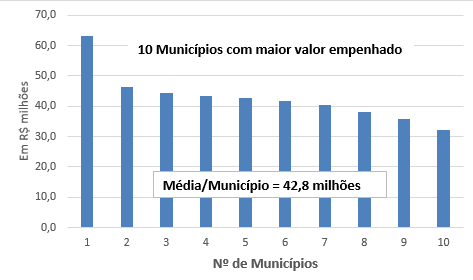 70,0
60,0
50,0
40,0
30,0
20,0
10,0
0,0
Em R$ milhões
10 Municípios com maior valor empenhado
Média/Município = 42,8 milhões
1 2 3 4 5 6 7 8 9 10
Nº de Municípios